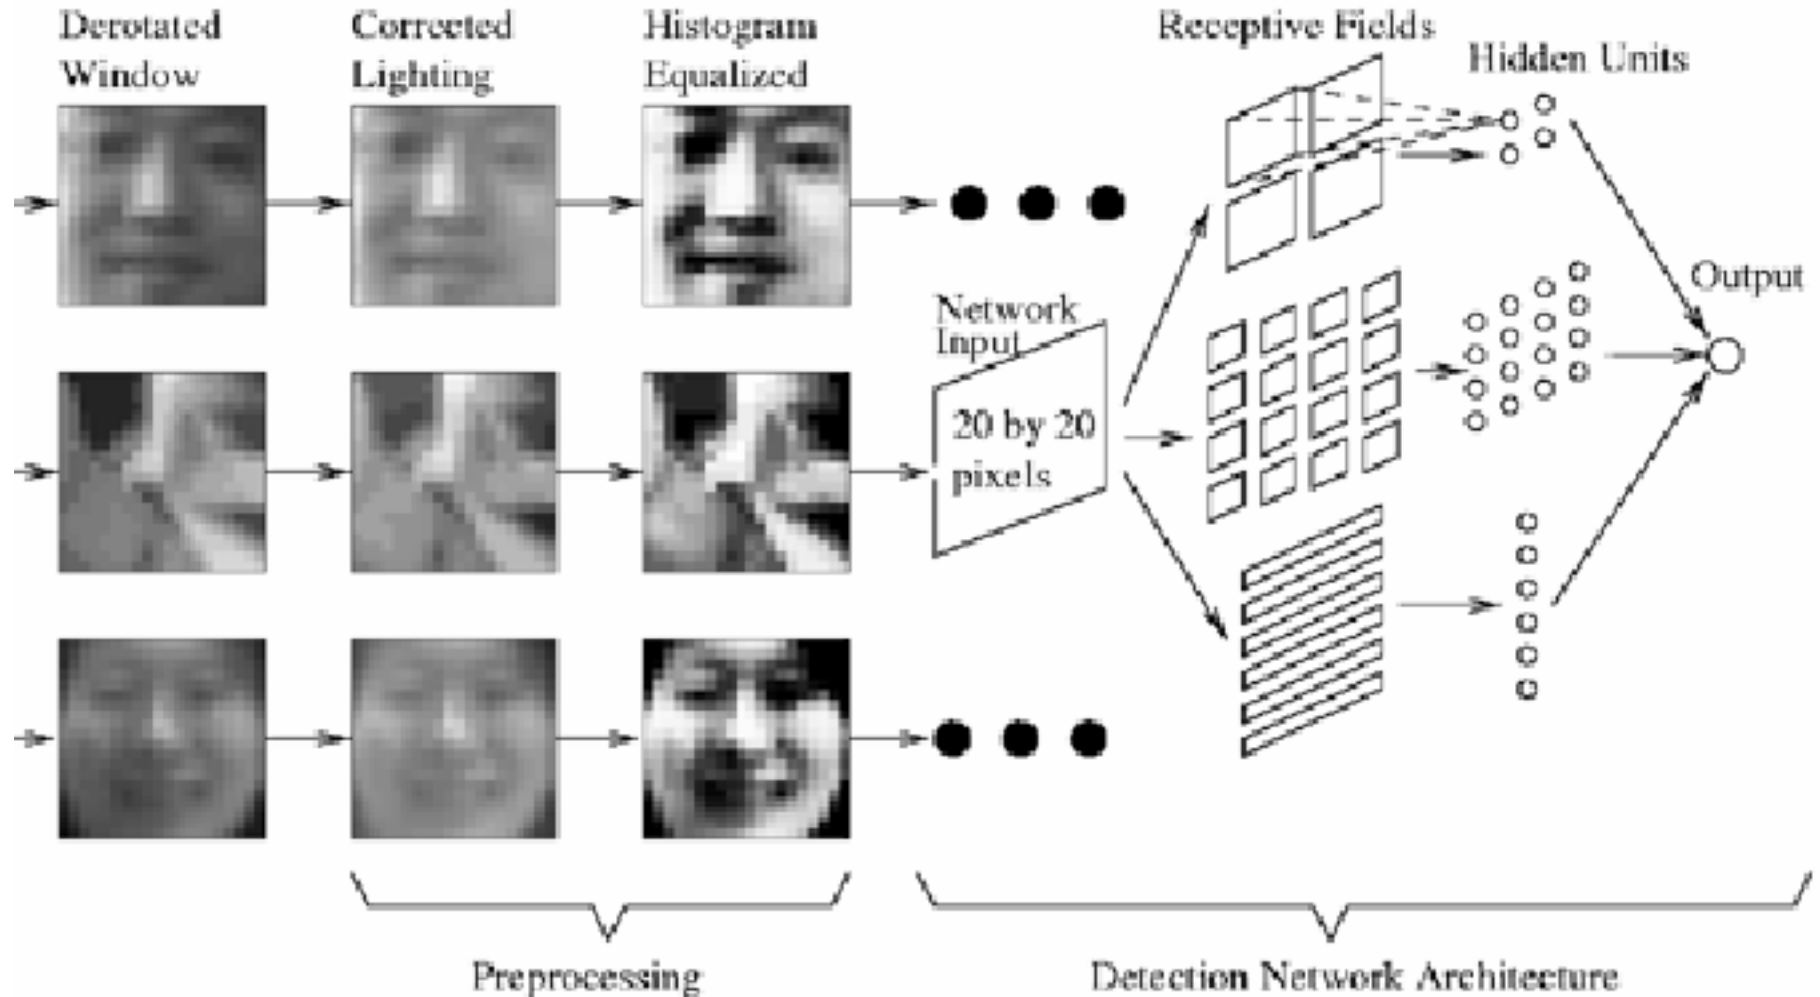 Derotated
Window
Corrected
Lighting
Histogram
Equalized
Receptive Fields
Hidden Units
Network
Input
20 by 20
pixels
Output
Preprocessing
Detection Network Architecture